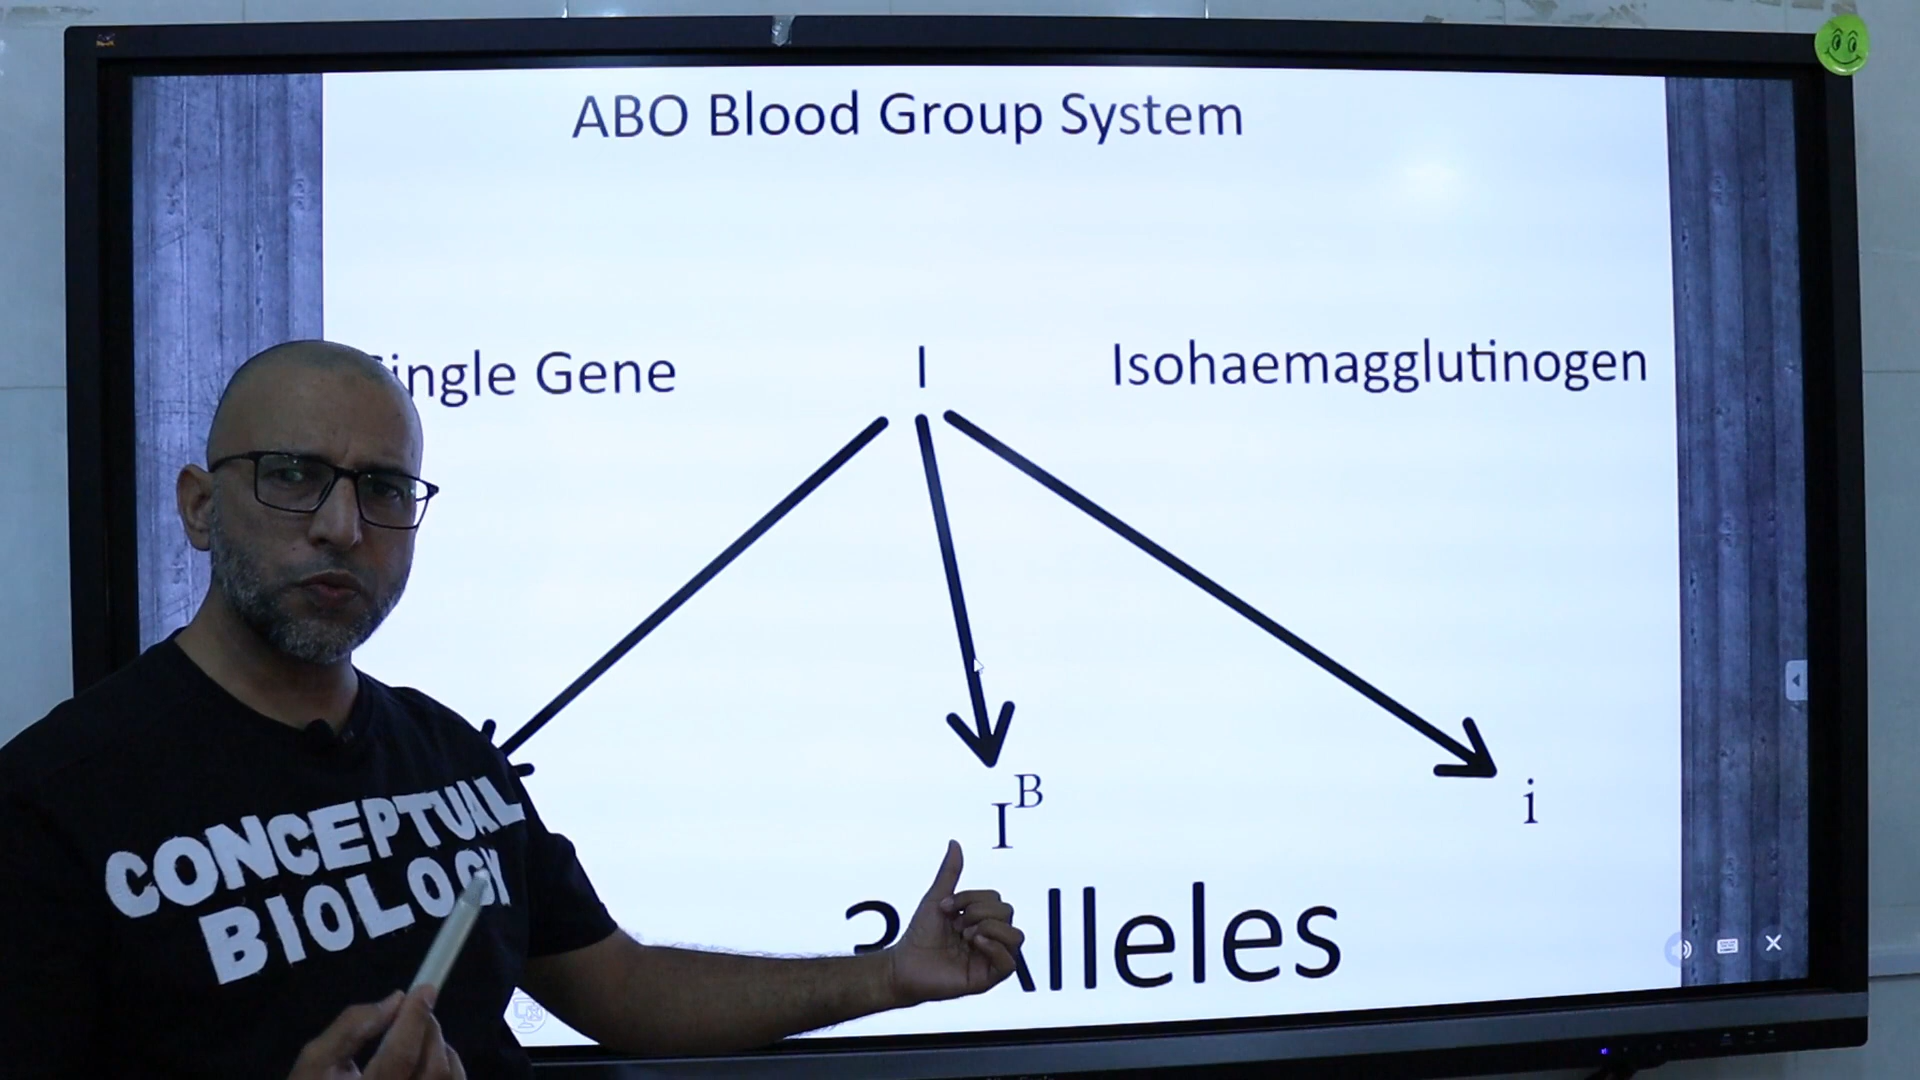 ABO Blood Group System
ingle Gene
I
Isohaemagglutinogen
I^B
i
Alleles
CONCEPTUAL
BIOLOGY